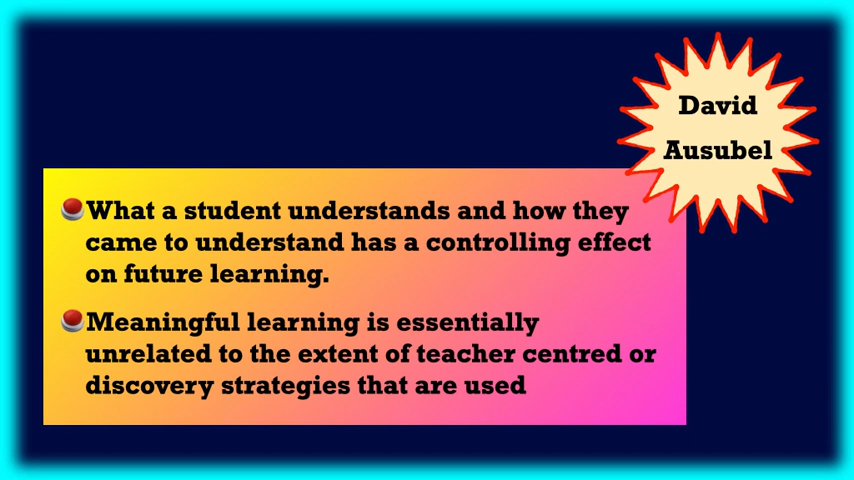 David
Ausubel
What a student understands and how they
came to understand has a controlling effect
on future learning.
Meaningful learning is essentially
unrelated to the extent of teacher centred or
discovery strategies that are used